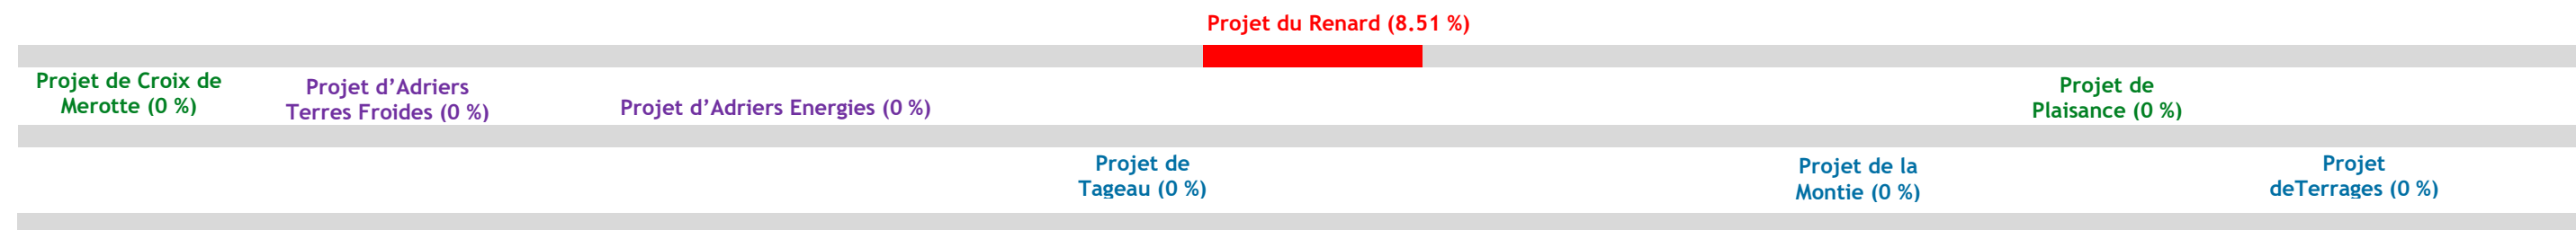 Projet du Renard (8.51 %)
Projet de Croix de
Merotte (0 %)
Projet d’Adriers
Terres Froides (0 %)
Projet d’Adriers Energies (0 %)
Projet de
Plaisance (0 %)
Projet de
Tageau (0 %)
Projet de la
Montie (0 %)
Projet
deTerrages (0 %)